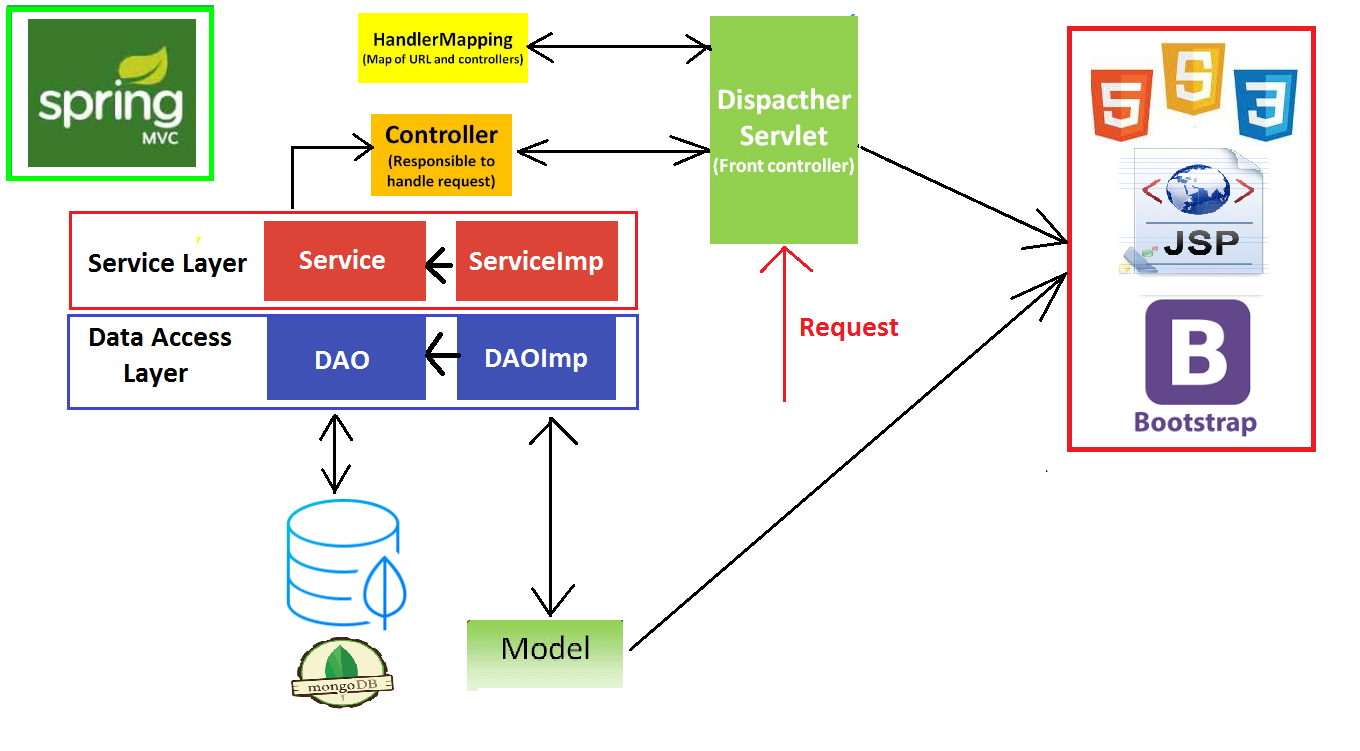 spring
MVC
HandlerMapping
(Map of URL and controllers)
Controller
(Responsible to
handle request)
Dispacther
Servlet
(Front controller)
5
5
3
< >
JSP
B
Bootstrap
Service Layer
Service
ServiceImp
Data Access
Layer
DAO
DAOImp
Request
Model
mongoDB